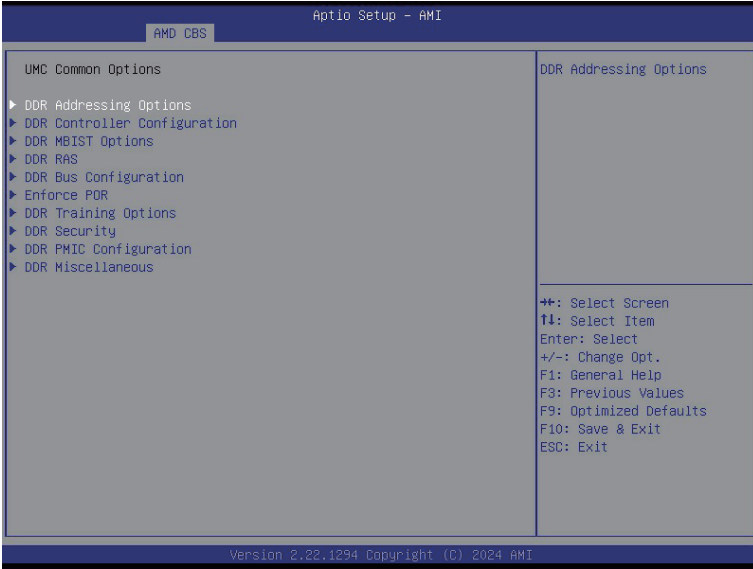 Aptio Setup – AMI
AMD CBS
UMC Common Options
DDR Addressing Options
DDR Controller Configuration
DDR MBIST Options
DDR RAS
DDR Bus Configuration
Enforce POR
DDR Training Options
DDR Security
DDR PMIC Configuration
DDR Miscellaneous
DDR Addressing Options
→←: Select Screen
↑↓: Select Item
Enter: Select
+/-: Change Opt.
F1: General Help
F3: Previous Values
F9: Optimized Defaults
F10: Save & Exit
ESC: Exit
Version 2.22.1294 Copyright (C) 2024 AMI